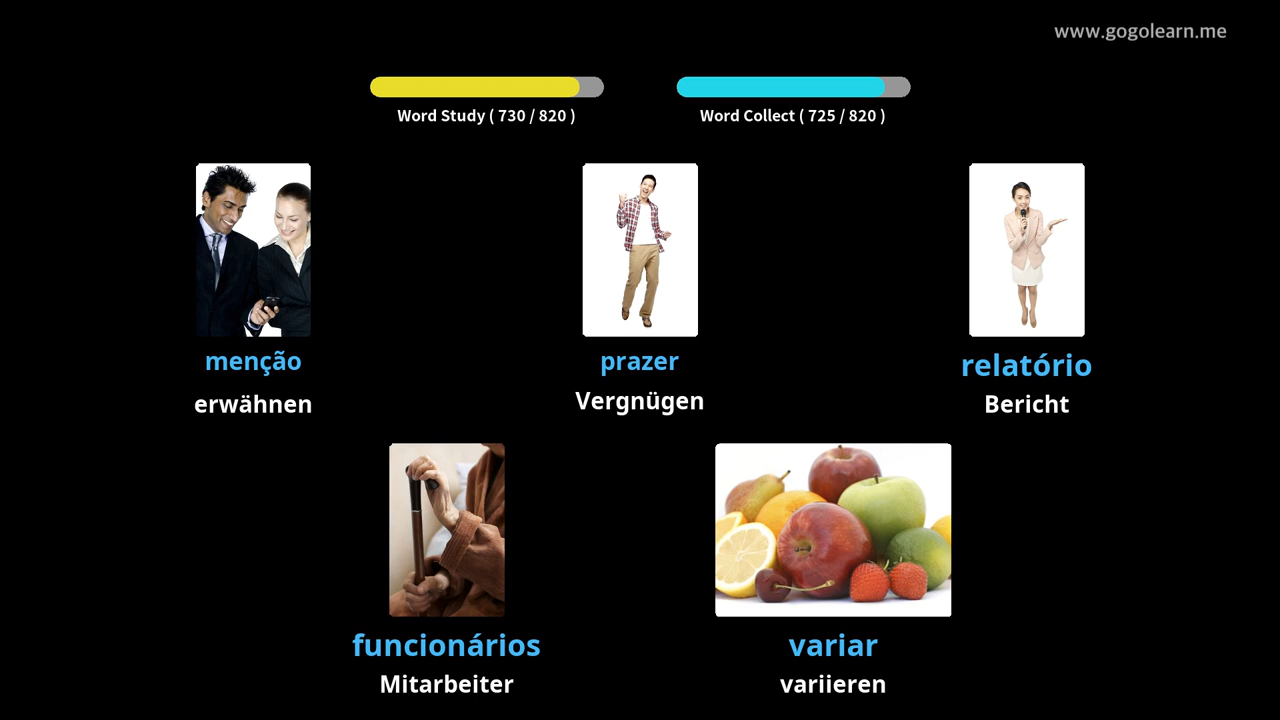 www.gogolearn.me
Word Study ( 730 / 820 )
Word Collect ( 725 / 820 )
menção
prazer
relatório
erwähnen
Vergnügen
Bericht
funcionários
variar
Mitarbeiter
variieren